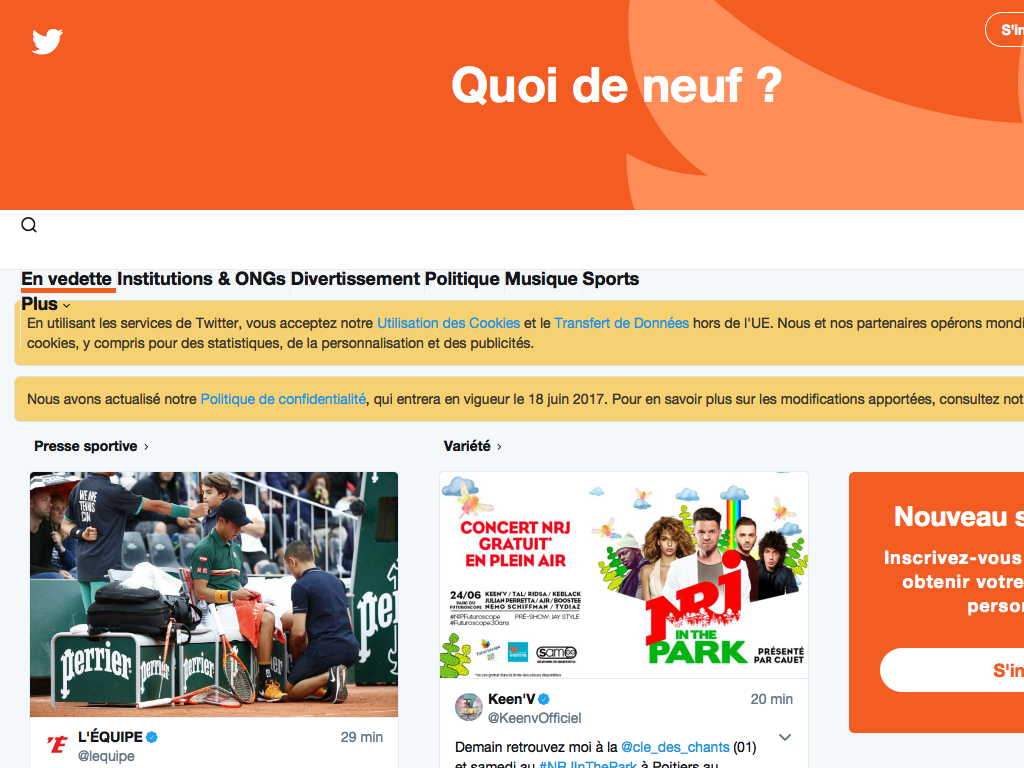 S'in
Quoi de neuf ?
En vedette Institutions & ONGs Divertissement Politique Musique Sports
Plus
En utilisant les services de Twitter, vous acceptez notre Utilisation des Cookies et le Transfert de Données hors de l'UE. Nous et nos partenaires opérons mondi
cookies, y compris pour des statistiques, de la personnalisation et des publicités.
Nous avons actualisé notre Politique de confidentialité, qui entrera en vigueur le 18 juin 2017. Pour en savoir plus sur les modifications apportées, consultez not
Presse sportive
WE ARE
TENNIS
perrier
perrier
perrier
pe
L'ÉQUIPE
29 min
@lequipe
Variété
CONCERT NRJ
GRATUIT*
EN PLEIN AIR
24/06 KEEN'V / TAL / RIDSA / KEBLACK
PARC DU FUTUROSCOPE
JULIAN PERRETTA / AIR / BOOSTEE
NEMO SCHIFFMAN / TYDIAZ
#NIPFuturoscope
PRÉ-SHOW: JAY STYLE
#Futuroscope30ans
NRJ
IN THE
PARK
PRÉSENTÉ
PAR CAUET
Futuroscope
Vienne
same
Keen'V
20 min
@KeenvOfficiel
Demain retrouvez moi à la @cle_des_chants (01)
et samedi au #NRJInThePark à Poitiers au
Nouveau s
Inscrivez-vous
obtenir votre
person
S'in